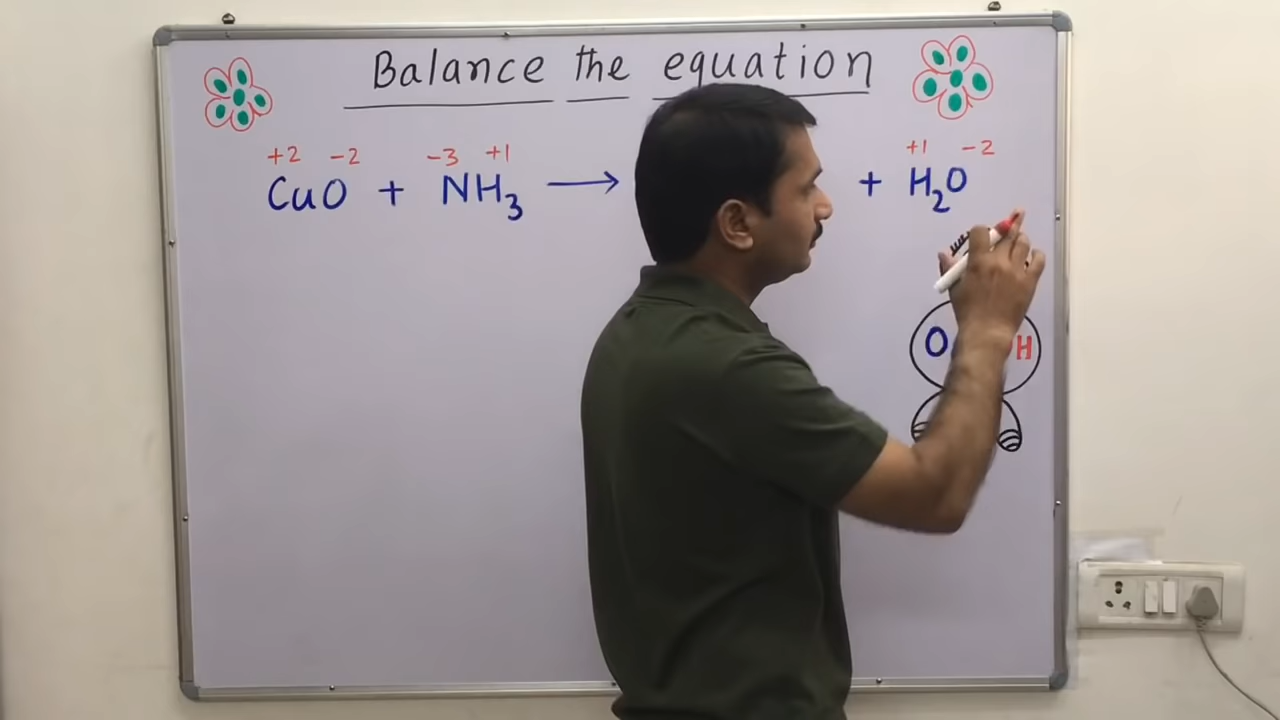 Balance the equation
+2 -2 -3 +1 +1 -2
CuO + NH₃ → + H₂O
O H